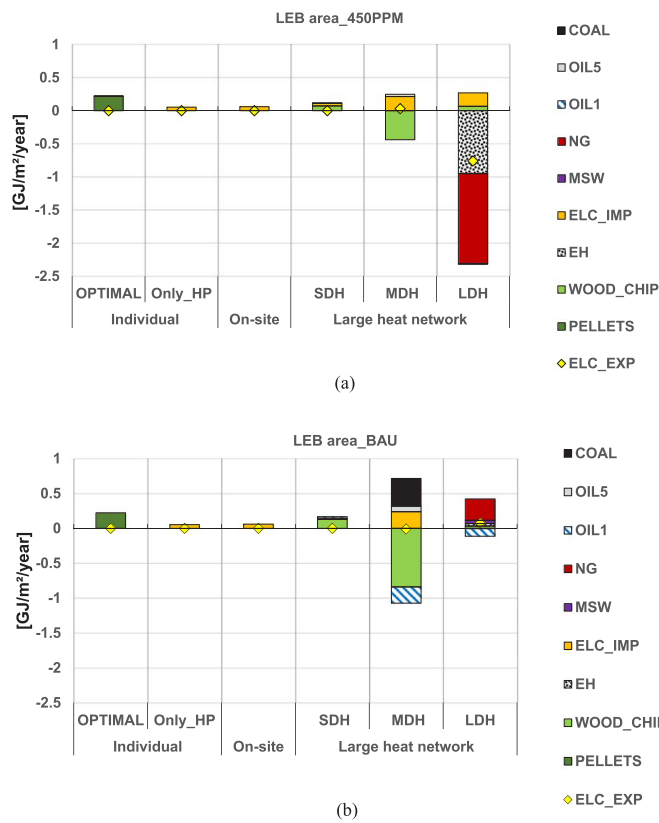 LEB area_450PPM
[GJ/m²/year]
1
0.5
0
-0.5
-1
-1.5
-2
-2.5
OPTIMAL Only_HP SDH MDH LDH
Individual On-site Large heat network
COAL
OIL5
OIL1
NG
MSW
ELC_IMP
EH
WOOD_CHIP
PELLETS
ELC_EXP
(a)
LEB area_BAU
[GJ/m²/year]
1
0.5
0
-0.5
-1
-1.5
-2
-2.5
OPTIMAL Only_HP SDH MDH LDH
Individual On-site Large heat network
COAL
OIL5
OIL1
NG
MSW
ELC_IMP
EH
WOOD_CHI
PELLETS
ELC_EXP
(b)